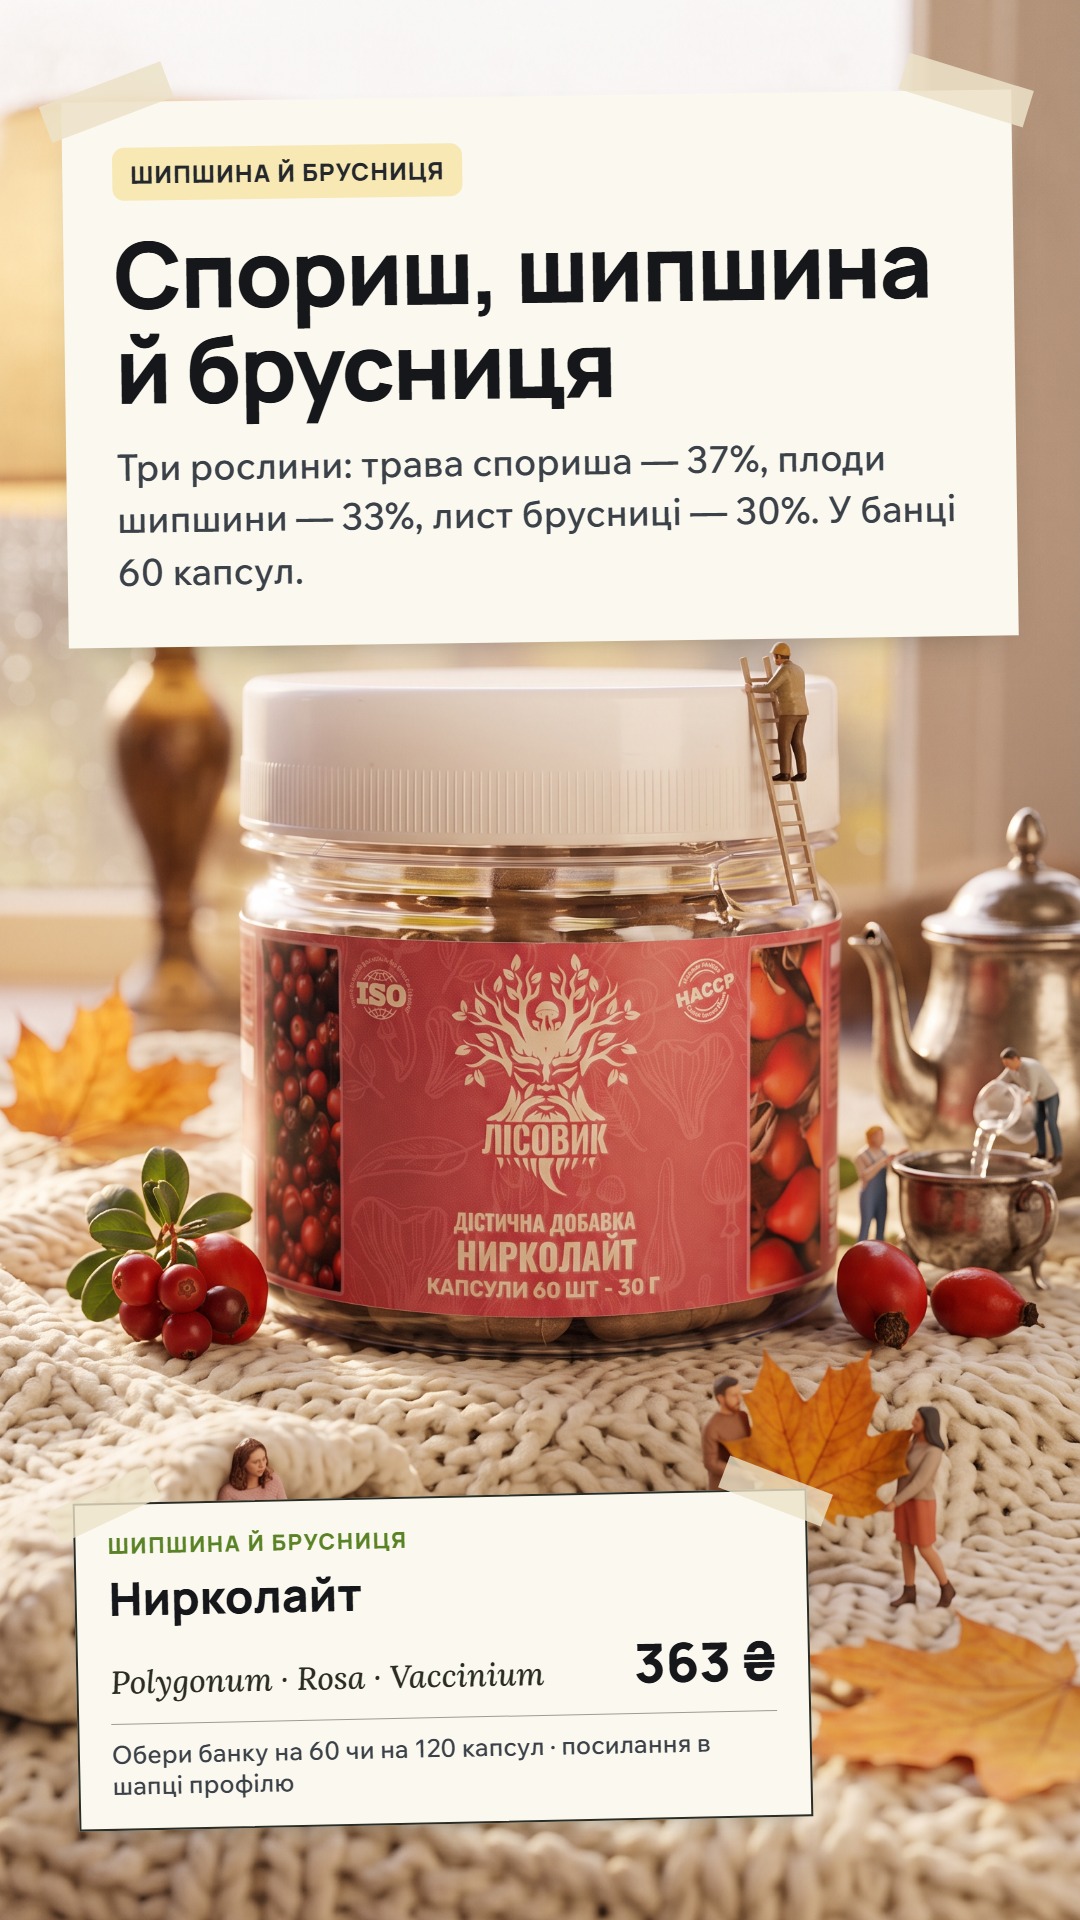 ШИПШИНА Й БРУСНИЦЯ
Спориш, шипшина
й брусниця
Три рослини: трава спориша — 37%, плоди
шипшини — 33%, лист брусниці — 30%. У банці
60 капсул.
ISO
HACCP
ЛІСОВИК
ДІЄТИЧНА ДОБАВКА
НИРКОЛАЙТ
КАПСУЛИ 60 ШТ - 30 Г
ШИПШИНА Й БРУСНИЦЯ
Нирколайт
Polygonum · Rosa · Vaccinium
363 ₴
Обери банку на 60 чи на 120 капсул · посилання в
шапці профілю